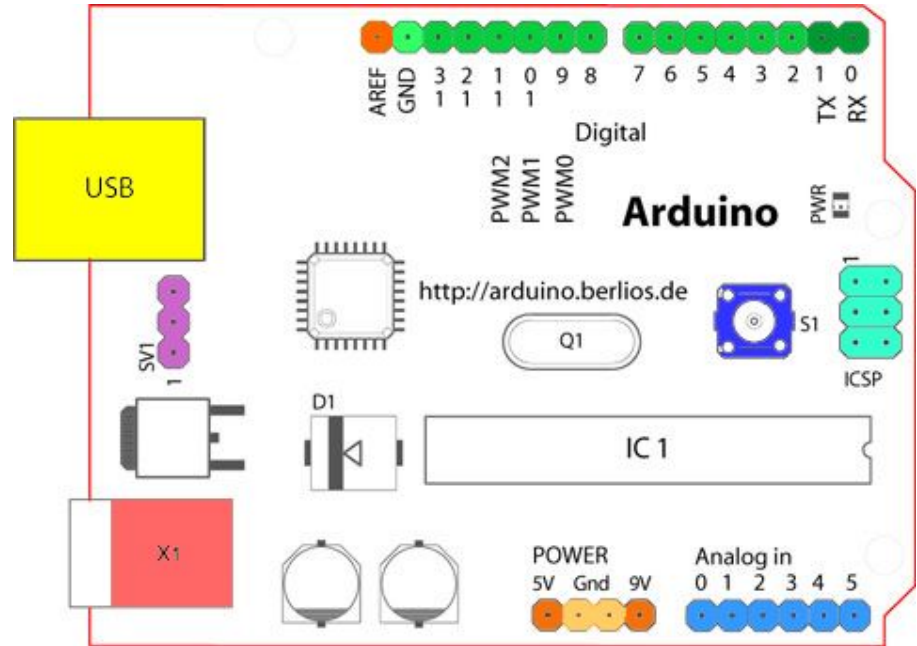 AREF GND 13 12 11 01 9 8 7 6 5 4 3 2 1 0
TX RX
Digital
PWM2 PWM1 PWM0
USB
Arduino
PWR
1
http://arduino.berlios.de
S1
Q1
SV1
1
ICSP
D1
IC 1
X1
POWER
5V Gnd 9V
Analog in
0 1 2 3 4 5